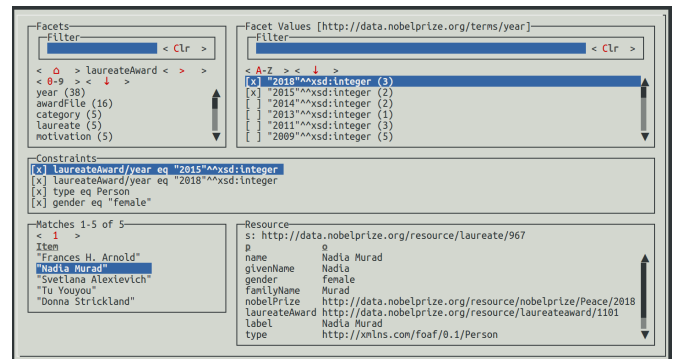 Facets
Filter
< Clr >
< ⌂ > laureateAward < > >
< 0-9 > < ↓ >
year (38)
awardFile (16)
category (5)
laureate (5)
motivation (5)
Facet Values [http://data.nobelprize.org/terms/year]
Filter
< Clr >
< A-Z > < ↓ >
[x] "2018"^^xsd:integer (3)
[x] "2015"^^xsd:integer (2)
[ ] "2014"^^xsd:integer (2)
[ ] "2013"^^xsd:integer (1)
[ ] "2011"^^xsd:integer (3)
[ ] "2009"^^xsd:integer (5)
Constraints
[x] laureateAward/year eq "2015"^^xsd:integer
[x] laureateAward/year eq "2018"^^xsd:integer
[x] type eq Person
[x] gender eq "female"
Matches 1-5 of 5
< 1 >
Item
"Frances H. Arnold"
"Nadia Murad"
"Svetlana Alexievich"
"Tu Youyou"
"Donna Strickland"
Resource
s: http://data.nobelprize.org/resource/laureate/967
p o
name Nadia Murad
givenName Nadia
gender female
familyName Murad
nobelPrize http://data.nobelprize.org/resource/nobelprize/Peace/2018
laureateAward http://data.nobelprize.org/resource/laureateaward/1101
label Nadia Murad
type http://xmlns.com/foaf/0.1/Person